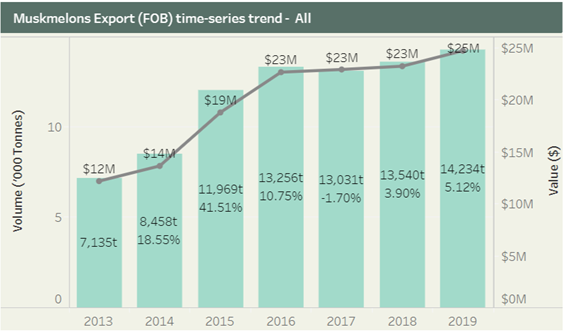 Muskmelons Export (FOB) time-series trend - All
Volume ('000 Tonnes)
10
5
0
$12M
$14M
$19M
$23M
$23M
$23M
$25M
7,135t
8,458t
18.55%
11,969t
41.51%
13,256t
10.75%
13,031t
-1.70%
13,540t
3.90%
14,234t
5.12%
$25M
$20M
$15M
$10M
$5M
$0M
Value ($)
2013
2014
2015
2016
2017
2018
2019